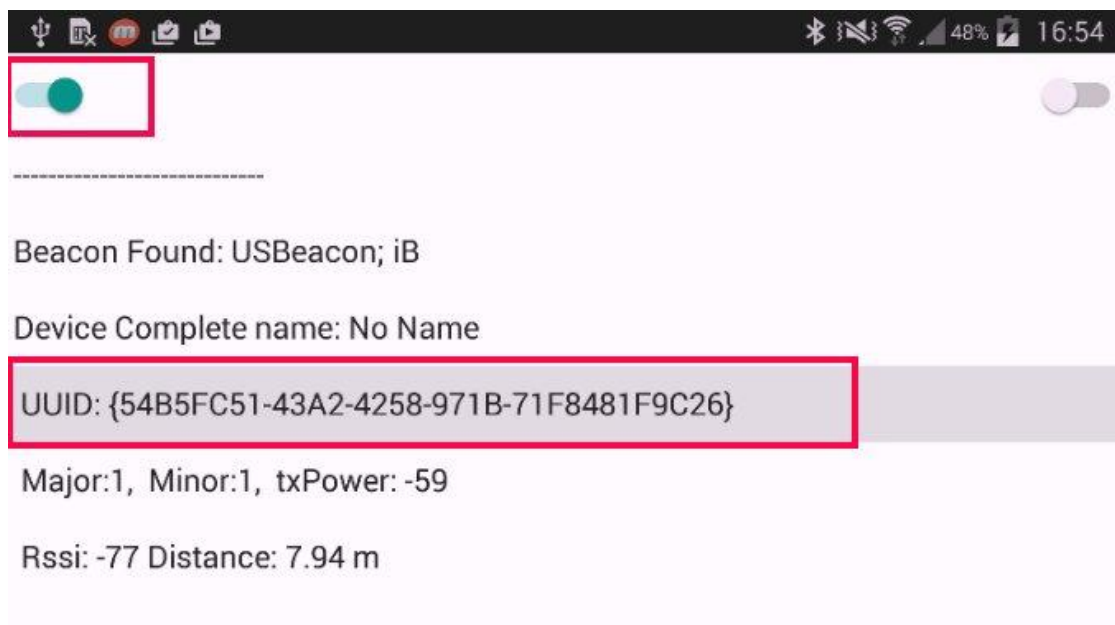 48% 16:54
----------------------------
Beacon Found: USBeacon; iB
Device Complete name: No Name
UUID: {54B5FC51-43A2-4258-971B-71F8481F9C26}
Major:1, Minor:1, txPower: -59
Rssi: -77 Distance: 7.94 m